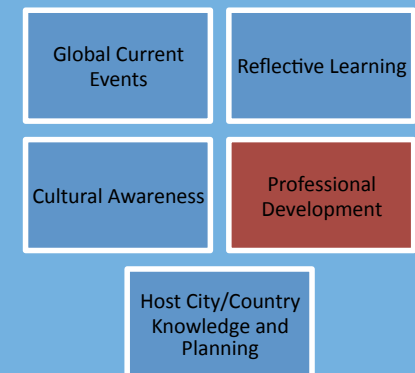 Global Current
Events
Reflective Learning
Cultural Awareness
Professional
Development
Host City/Country
Knowledge and
Planning